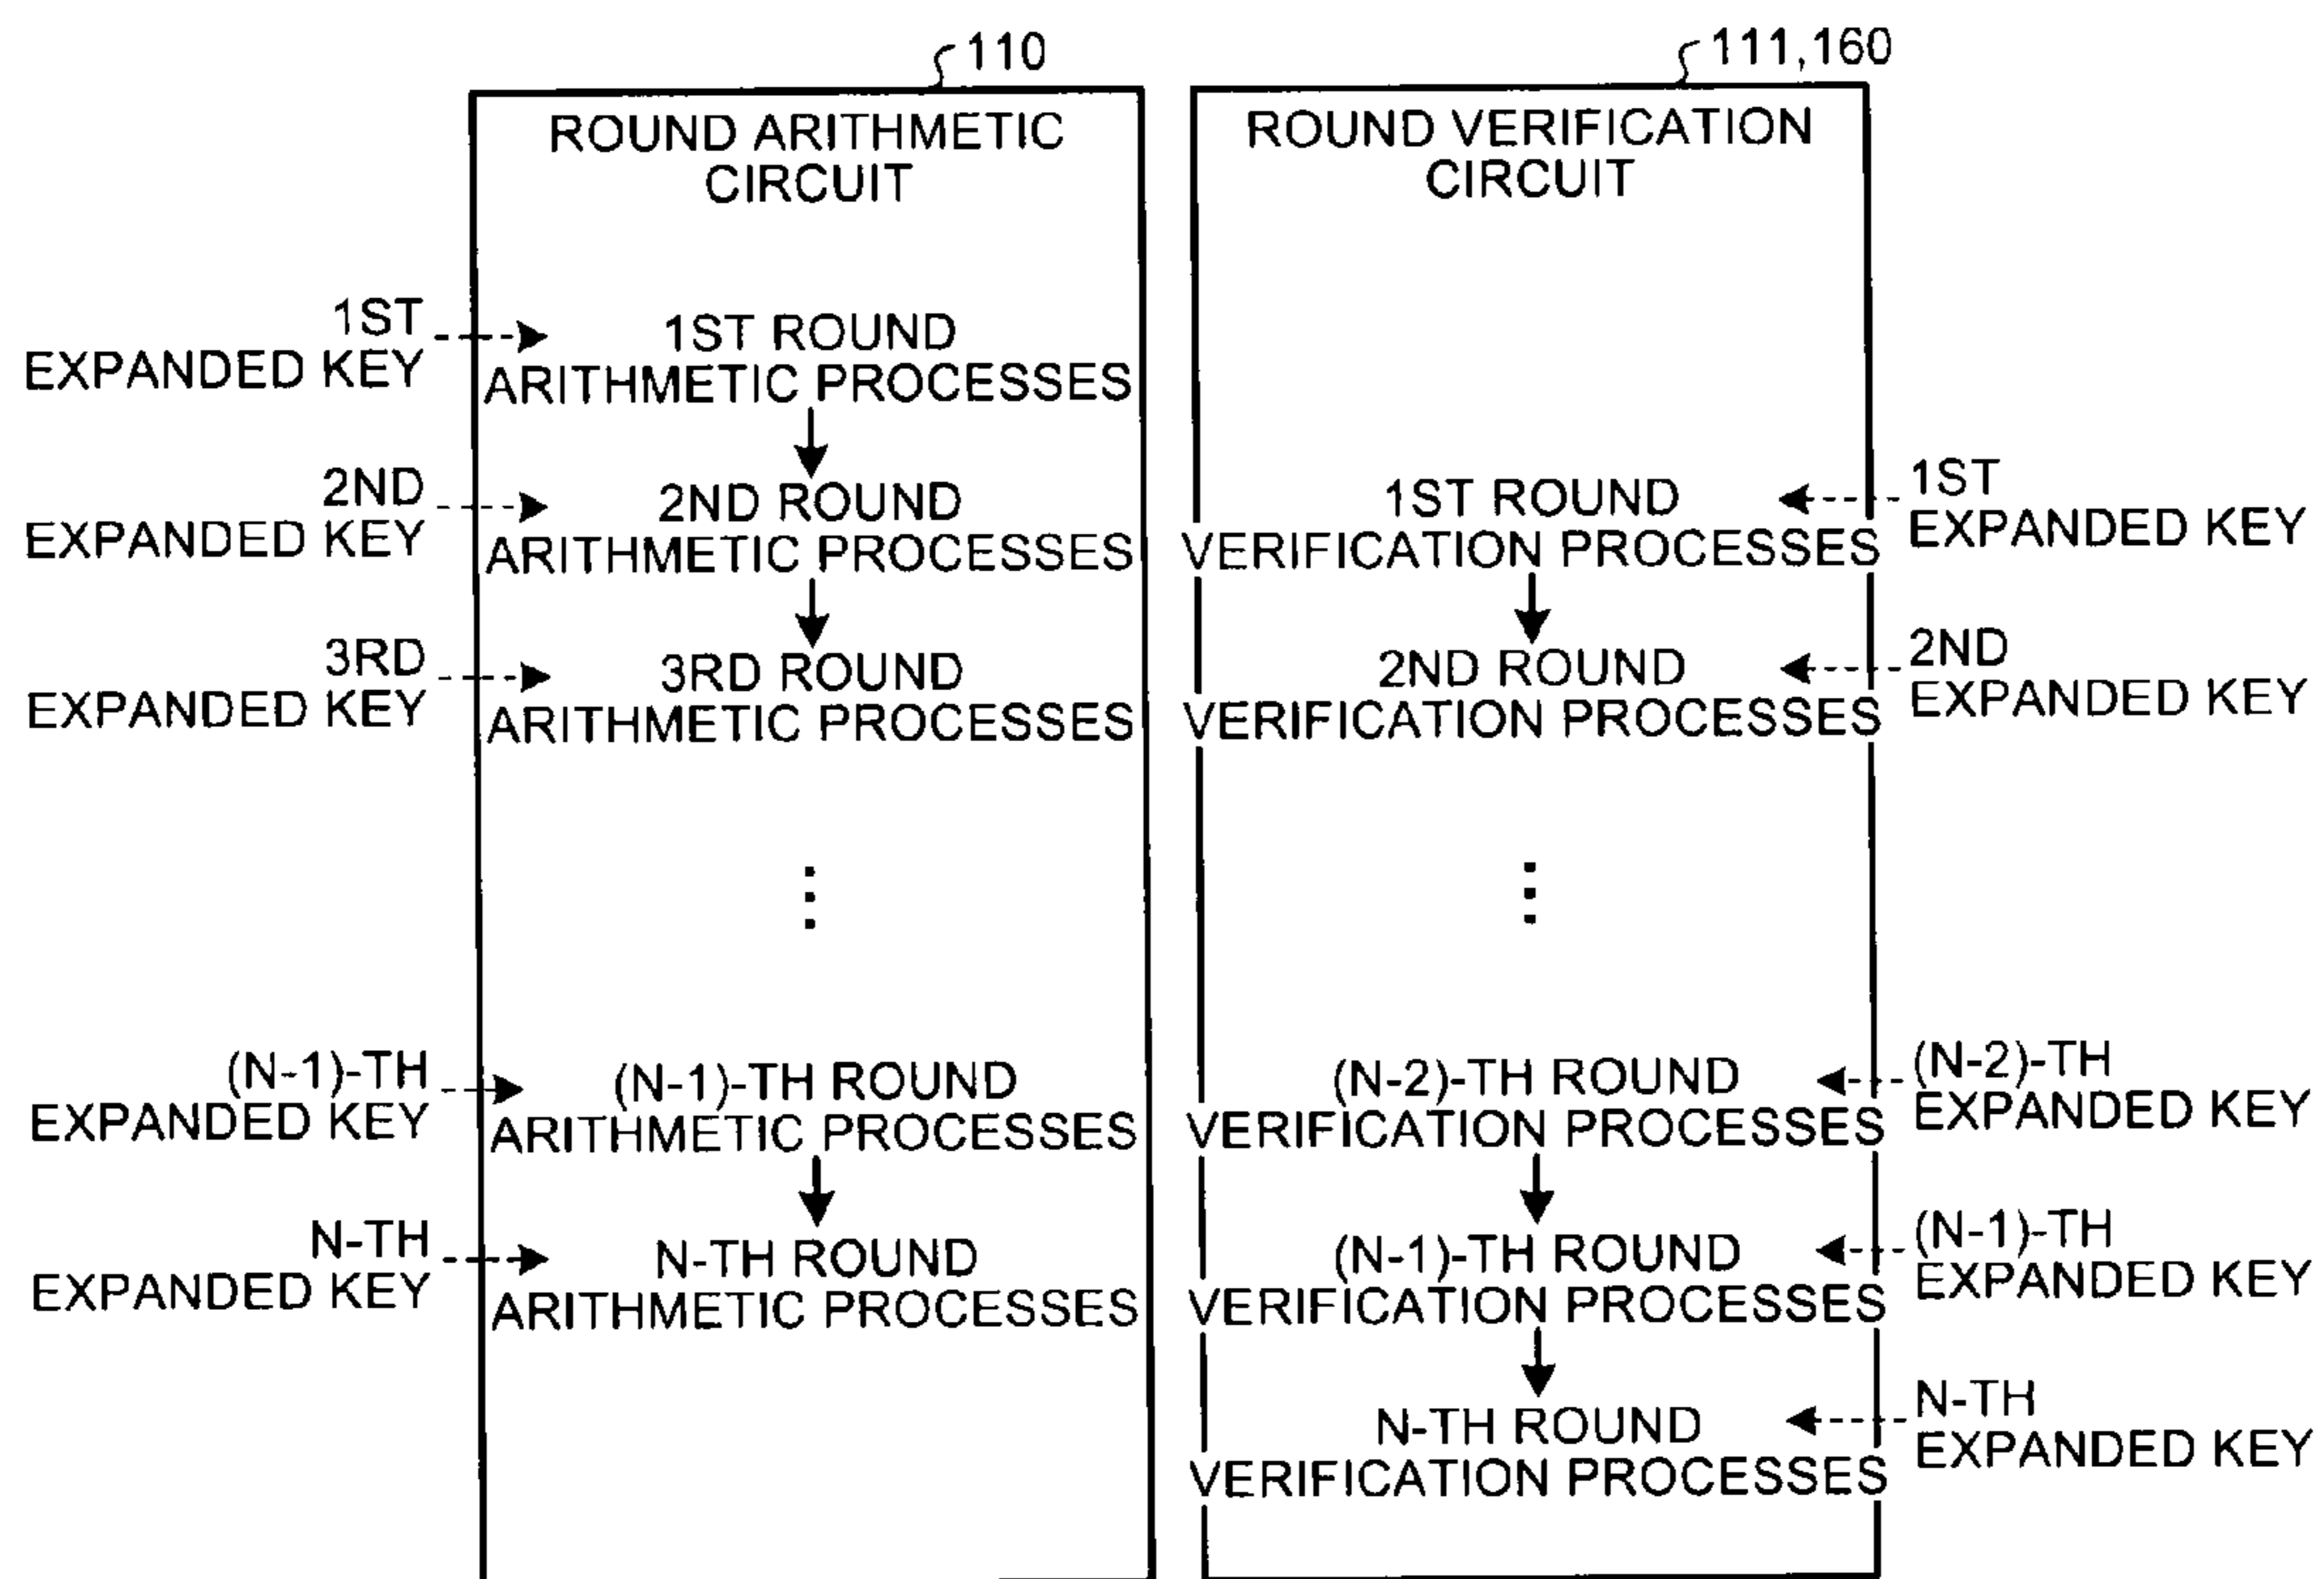 110
111,160
ROUND ARITHMETIC
CIRCUIT
ROUND VERIFICATION
CIRCUIT
1ST
EXPANDED KEY
1ST ROUND
ARITHMETIC PROCESSES
2ND
EXPANDED KEY
2ND ROUND
ARITHMETIC PROCESSES
1ST ROUND
VERIFICATION PROCESSES
1ST
EXPANDED KEY
3RD
EXPANDED KEY
3RD ROUND
ARITHMETIC PROCESSES
2ND ROUND
VERIFICATION PROCESSES
2ND
EXPANDED KEY
(N-1)-TH
EXPANDED KEY
(N-1)-TH ROUND
ARITHMETIC PROCESSES
(N-2)-TH ROUND
VERIFICATION PROCESSES
(N-2)-TH
EXPANDED KEY
N-TH
EXPANDED KEY
N-TH ROUND
ARITHMETIC PROCESSES
(N-1)-TH ROUND
VERIFICATION PROCESSES
(N-1)-TH
EXPANDED KEY
N-TH ROUND
VERIFICATION PROCESSES
N-TH
EXPANDED KEY